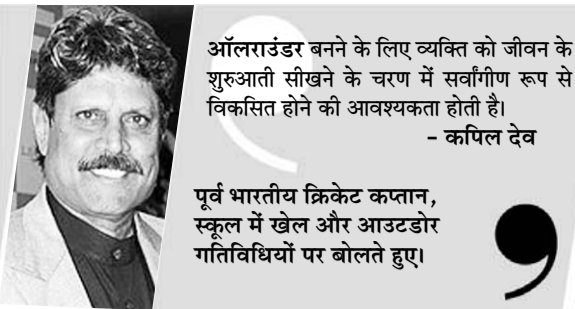 ऑलराउंडर बनने के लिए व्यक्ति को जीवन के
शुरुआती सीखने के चरण में सर्वांगीण रूप से
विकसित होने की आवश्यकता होती है।
- कपिल देव
पूर्व भारतीय क्रिकेट कप्तान,
स्कूल में खेल और आउटडोर
गतिविधियों पर बोलते हुए।